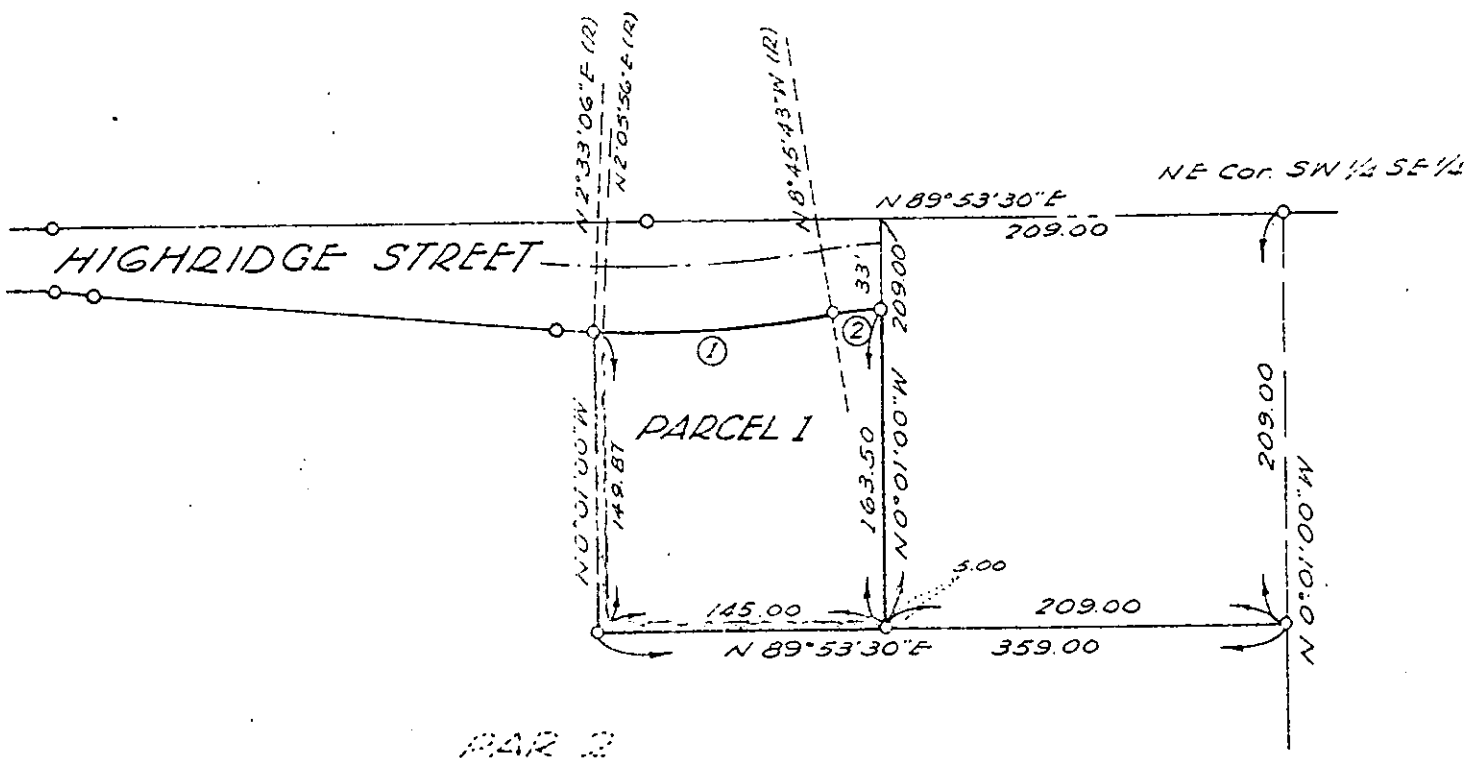 N 2°33'06"E (R)
N 2°05'56"E (R)
N 8°45'43"W (R)
NE Cor. SW ¼ SE ¼
N 89°53'30"E
209.00
HIGHRIDGE STREET
33'
209.00
①
②
PARCEL 1
N 0°01'00"W
149.87
163.50
N 0°01'00"W
209.00
N 0°01'00"W
5.00
145.00
209.00
N 89°53'30"E
359.00
PAR 2